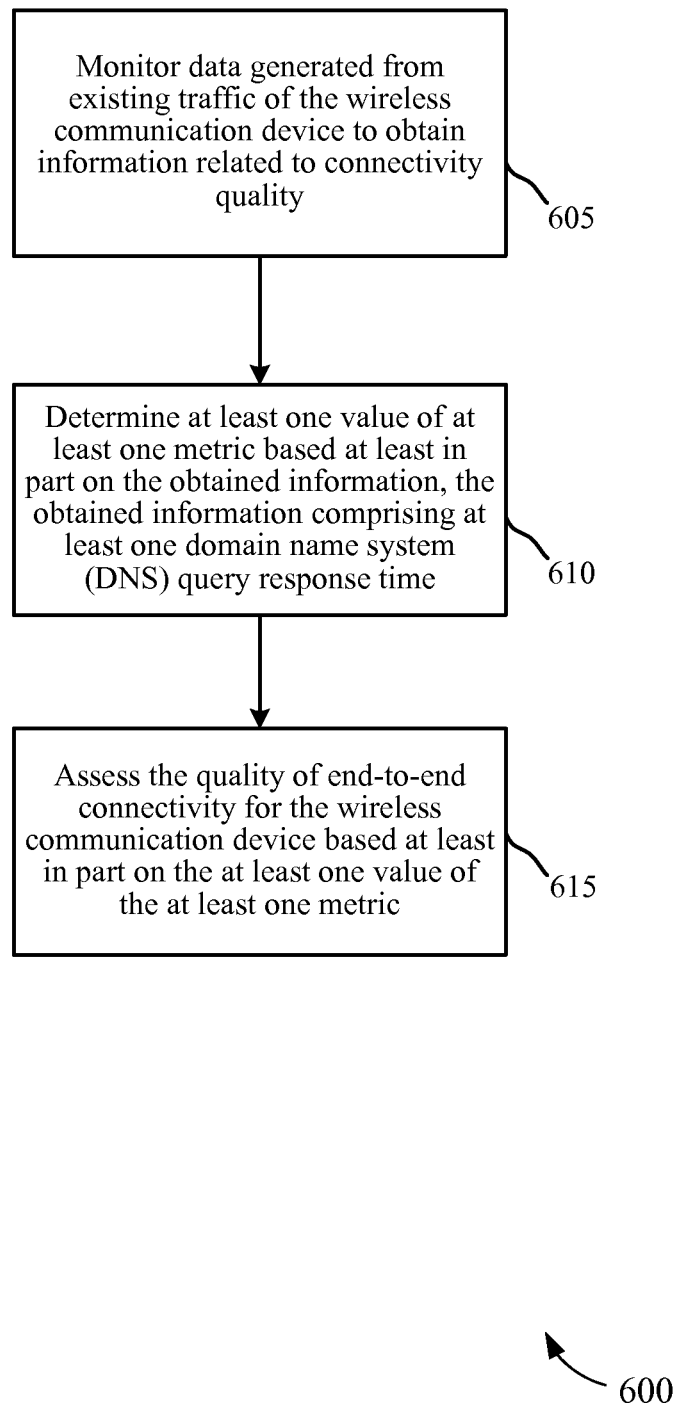 Monitor data generated from
existing traffic of the wireless
communication device to obtain
information related to connectivity
quality
605
Determine at least one value of at
least one metric based at least in
part on the obtained information, the
obtained information comprising at
least one domain name system
(DNS) query response time
610
Assess the quality of end-to-end
connectivity for the wireless
communication device based at least
in part on the at least one value of
the at least one metric
615
600